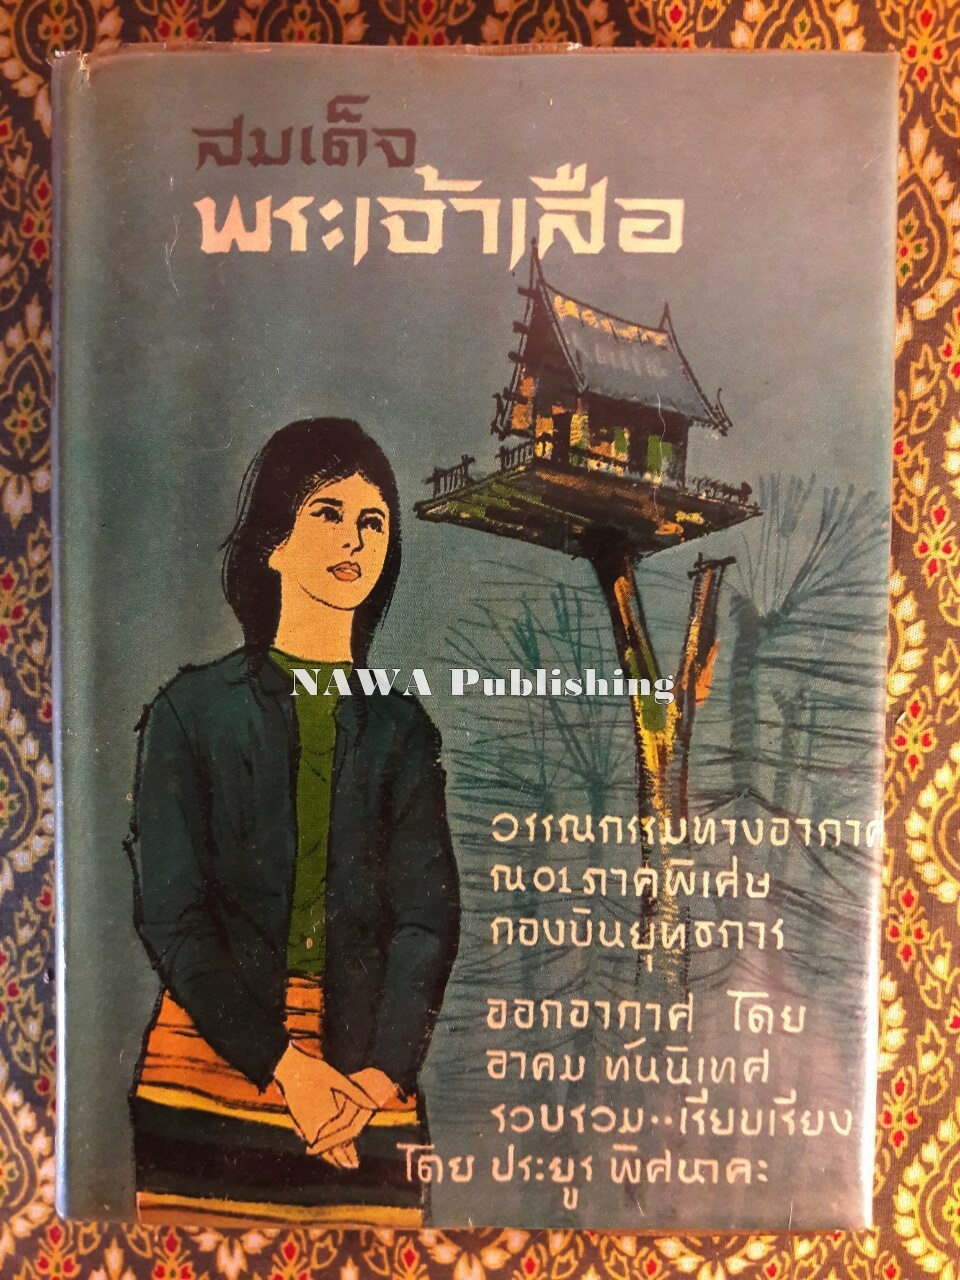 สมเด็จ
พระเจ้าเสือ
NAWA Publishing
วรรณกรรมทางอากาศ
ณ01 ภาคพิเศษ
กองบินยุทธการ
ออกอากาศ โดย
อาคม ทันนิเทศ
รวบรวม..เรียบเรียง
โดย ประยูร พิศนาคะ